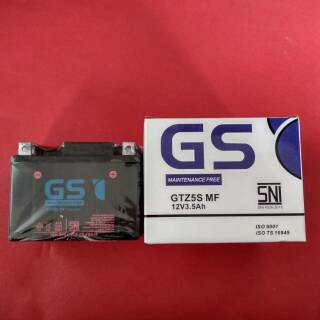 GS
GS
MAINTENANCE FREE
GTZ5S MF
12V3.5Ah
SNI
ISO 9001
ISO TS 16949